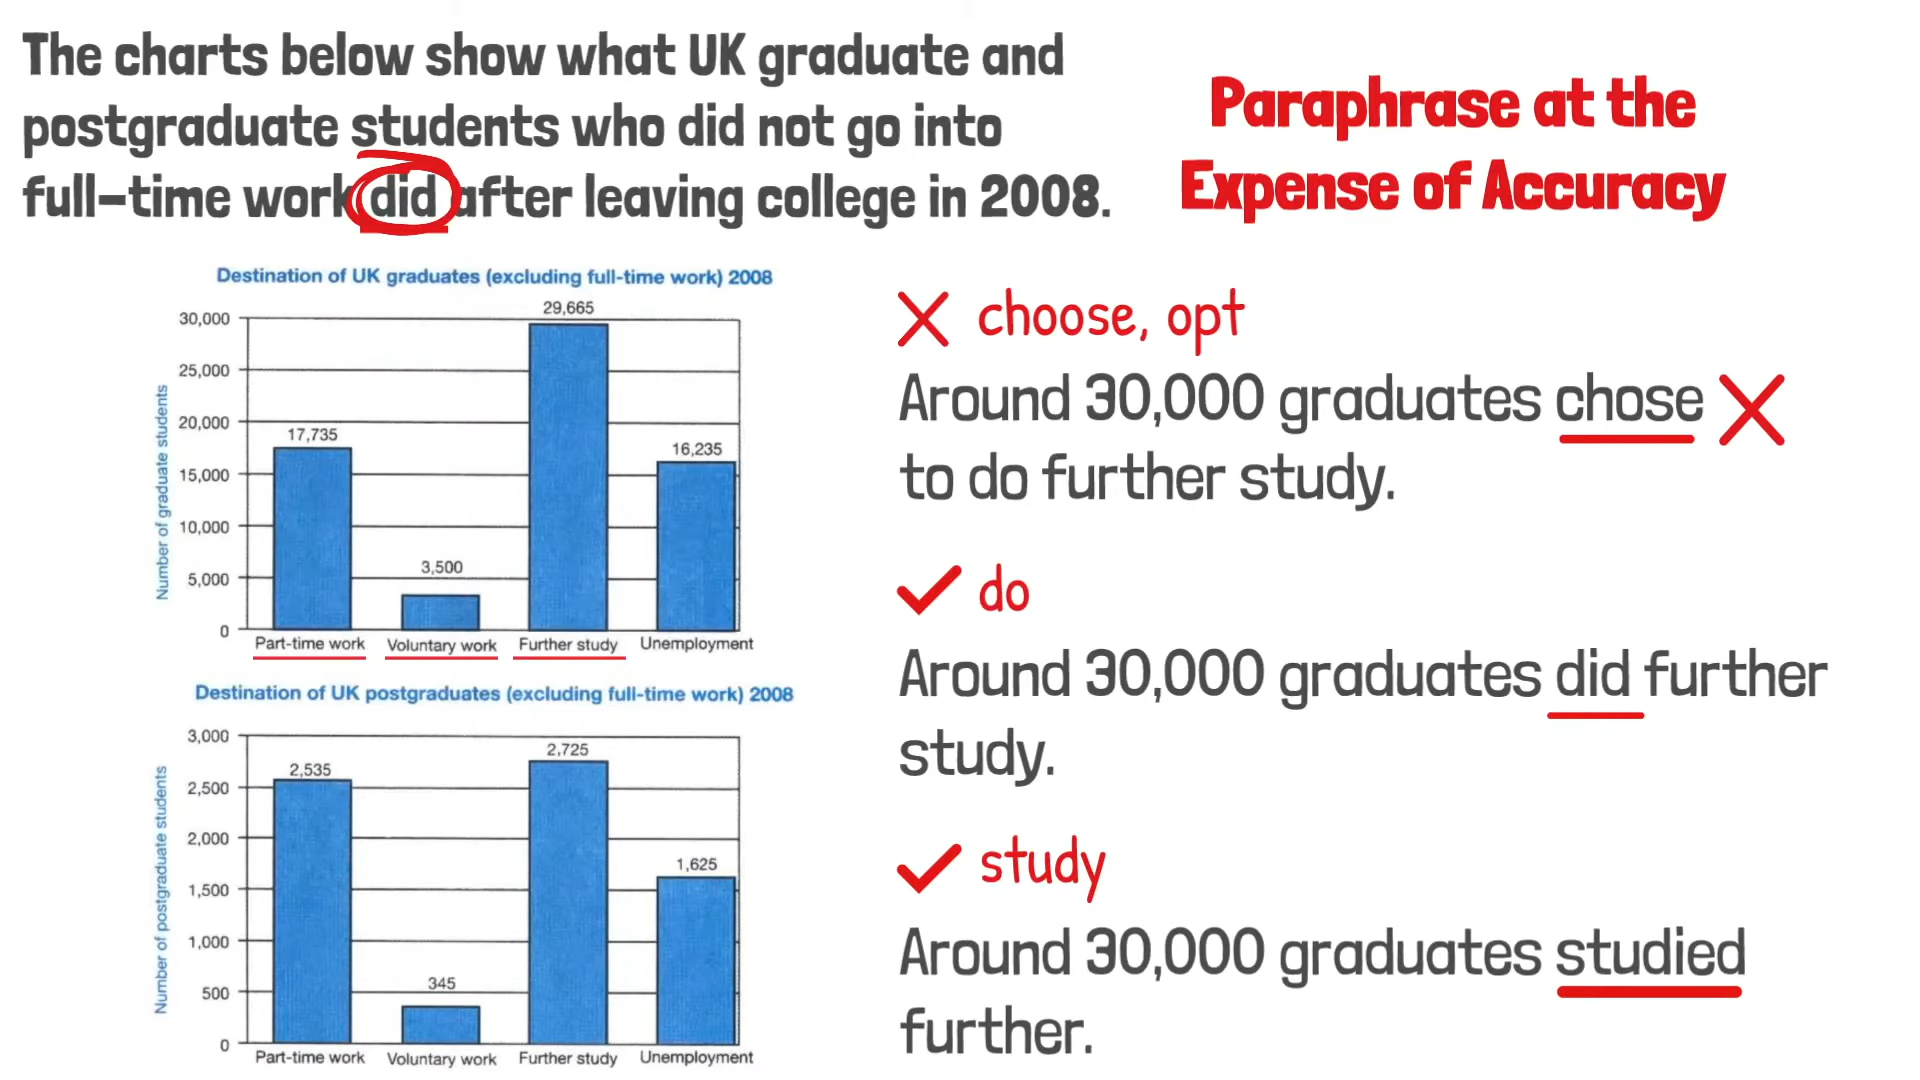 The charts below show what UK graduate and
postgraduate students who did not go into
full-time work did after leaving college in 2008.
Paraphrase at the
Expense of Accuracy
Destination of UK graduates (excluding full-time work) 2008
Number of graduate students
30,000
25,000
20,000
15,000
10,000
5,000
0
17,735
3,500
29,665
16,235
Part-time work
Voluntary work
Further study
Unemployment
Destination of UK postgraduates (excluding full-time work) 2008
Number of postgraduate students
3,000
2,500
2,000
1,500
1,000
500
0
2,535
345
2,725
1,625
Part-time work
Voluntary work
Further study
Unemployment
choose, opt
Around 30,000 graduates chose
to do further study.
do
Around 30,000 graduates did further
study.
study
Around 30,000 graduates studied
further.